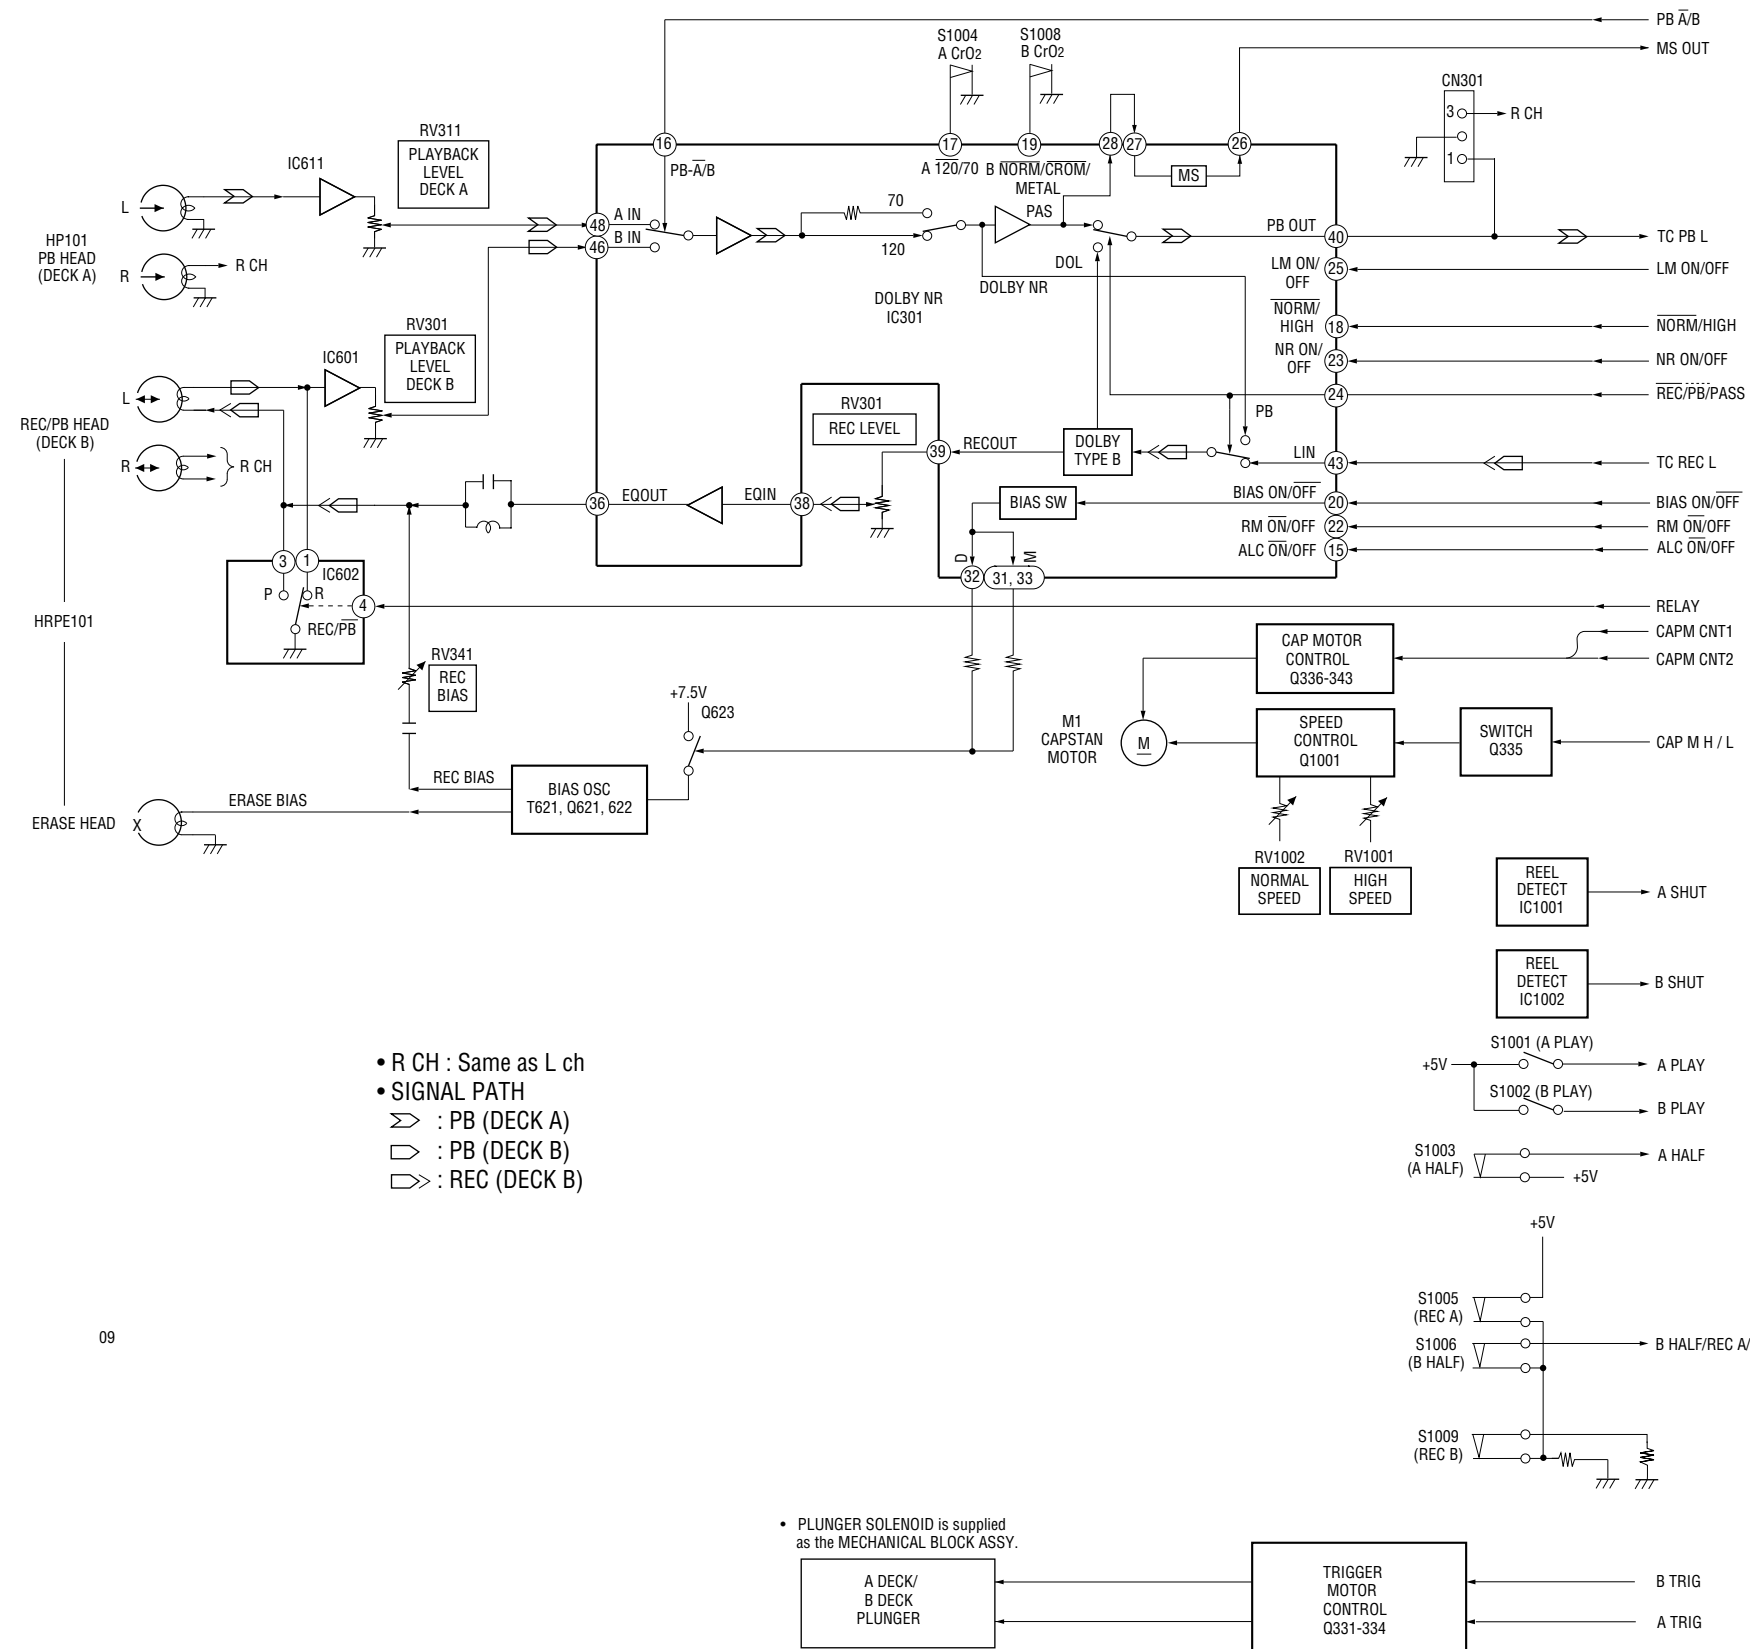 PB A/B
MS OUT
S1004
A CrO2
S1008
B CrO2
CN301
3
R CH
1
RV311
PLAYBACK
LEVEL
DECK A
IC611
16
17
19
28
27
26
PB-A/B
A 120/70
B NORM/CROM/
METAL
MS
L
HP101
PB HEAD
(DECK A)
R
R CH
48
A IN
46
B IN
70
120
PAS
DOL
DOLBY NR
DOLBY NR
IC301
PB OUT
40
TC PB L
LM ON/
OFF
25
LM ON/OFF
NORM/
HIGH
18
NORM/HIGH
NR ON/
OFF
23
NR ON/OFF
24
REC/PB/PASS
RV301
PLAYBACK
LEVEL
DECK B
IC601
L
REC/PB HEAD
(DECK B)
R
R CH
RV301
REC LEVEL
39
RECOUT
DOLBY
TYPE B
PB
LIN
43
TC REC L
36
EQOUT
EQIN
38
BIAS SW
BIAS ON/OFF
20
BIAS ON/OFF
RM ON/OFF
22
RM ON/OFF
ALC ON/OFF
15
ALC ON/OFF
D
M
32
31, 33
3
1
IC602
P
R
4
REC/PB
HRPE101
RELAY
CAPM CNT1
CAPM CNT2
CAP MOTOR
CONTROL
Q336-343
RV341
REC
BIAS
+7.5V
Q623
M1
CAPSTAN
MOTOR
M
SPEED
CONTROL
Q1001
SWITCH
Q335
CAP M H / L
REC BIAS
BIAS OSC
T621, Q621, 622
ERASE BIAS
ERASE HEAD
X
RV1002
NORMAL
SPEED
RV1001
HIGH
SPEED
REEL
DETECT
IC1001
A SHUT
REEL
DETECT
IC1002
B SHUT
• R CH : Same as L ch
• SIGNAL PATH
: PB (DECK A)
: PB (DECK B)
: REC (DECK B)
S1001 (A PLAY)
+5V
A PLAY
S1002 (B PLAY)
B PLAY
S1003
(A HALF)
A HALF
+5V
+5V
S1005
(REC A)
S1006
(B HALF)
B HALF/REC A/
09
S1009
(REC B)
• PLUNGER SOLENOID is supplied
as the MECHANICAL BLOCK ASSY.
A DECK/
B DECK
PLUNGER
TRIGGER
MOTOR
CONTROL
Q331-334
B TRIG
A TRIG